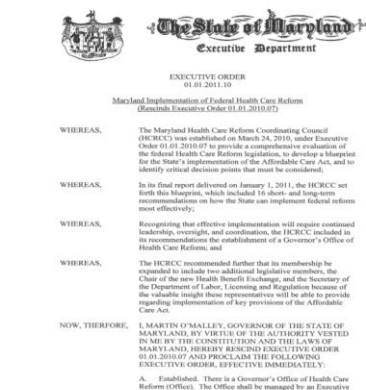 The State of Maryland
Executive Department
EXECUTIVE ORDER
01.01.2011.10
Maryland Implementation of Federal Health Care Reform
(Rescinds Executive Order 01.01.2010.07)
WHEREAS, The Maryland Health Care Reform Coordinating Council
(HCRCC) was established on March 24, 2010, under Executive
Order 01.01.2010.07 to provide a comprehensive evaluation of
the federal Health Care Reform legislation, to develop a blueprint
for the State's implementation of the Affordable Care Act, and to
identify critical decision points that must be considered;
WHEREAS, In its final report delivered on January 1, 2011, the HCRCC set
forth this blueprint, which included 16 short- and long-term
recommendations on how the State can implement federal reform
most effectively;
WHEREAS, Recognizing that effective implementation will require continued
leadership, oversight, and coordination, the HCRCC included in
its recommendations the establishment of a Governor's Office of
Health Care Reform; and
WHEREAS, The HCRCC recommended further that its membership be
expanded to include two additional legislative members, the
Chair of the new Health Benefit Exchange, and the Secretary of
the Department of Labor, Licensing and Regulation because of
the valuable insight these representatives will be able to provide
regarding implementation of key provisions of the Affordable
Care Act.
NOW, THERFORE, I, MARTIN O'MALLEY, GOVERNOR OF THE STATE OF
MARYLAND, BY VIRTUE OF THE AUTHORITY VESTED
IN ME BY THE CONSTITUTION AND THE LAWS OF
MARYLAND, HEREBY RESCIND EXECUTIVE ORDER
01.01.2010.07 AND PROCLAIM THE FOLLOWING
EXECUTIVE ORDER, EFFECTIVE IMMEDIATELY:
A. Established. There is a Governor's Office of Health Care
Reform (Office). The Office shall be managed by an Executive